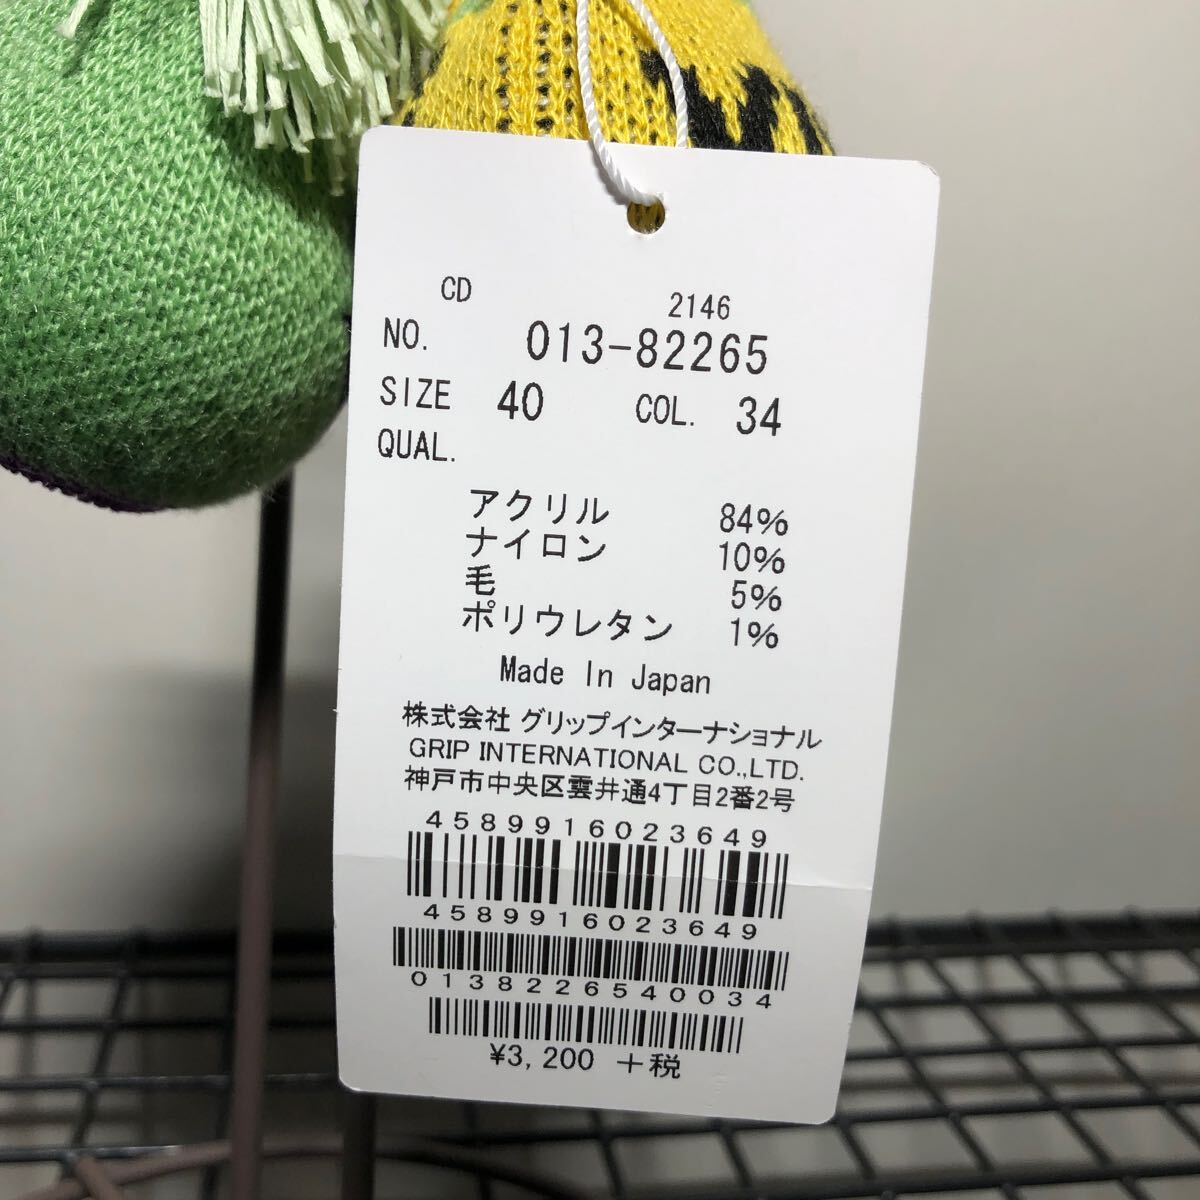 CD 2146
NO. 013-82265
SIZE 40 COL. 34
QUAL.
アクリル 84%
ナイロン 10%
毛 5%
ポリウレタン 1%
Made In Japan
株式会社 グリップインターナショナル
GRIP INTERNATIONAL CO.,LTD.
神戸市中央区雲井通4丁目2番2号
4589916023649
4589916023649
0138226540034
¥3,200 +税